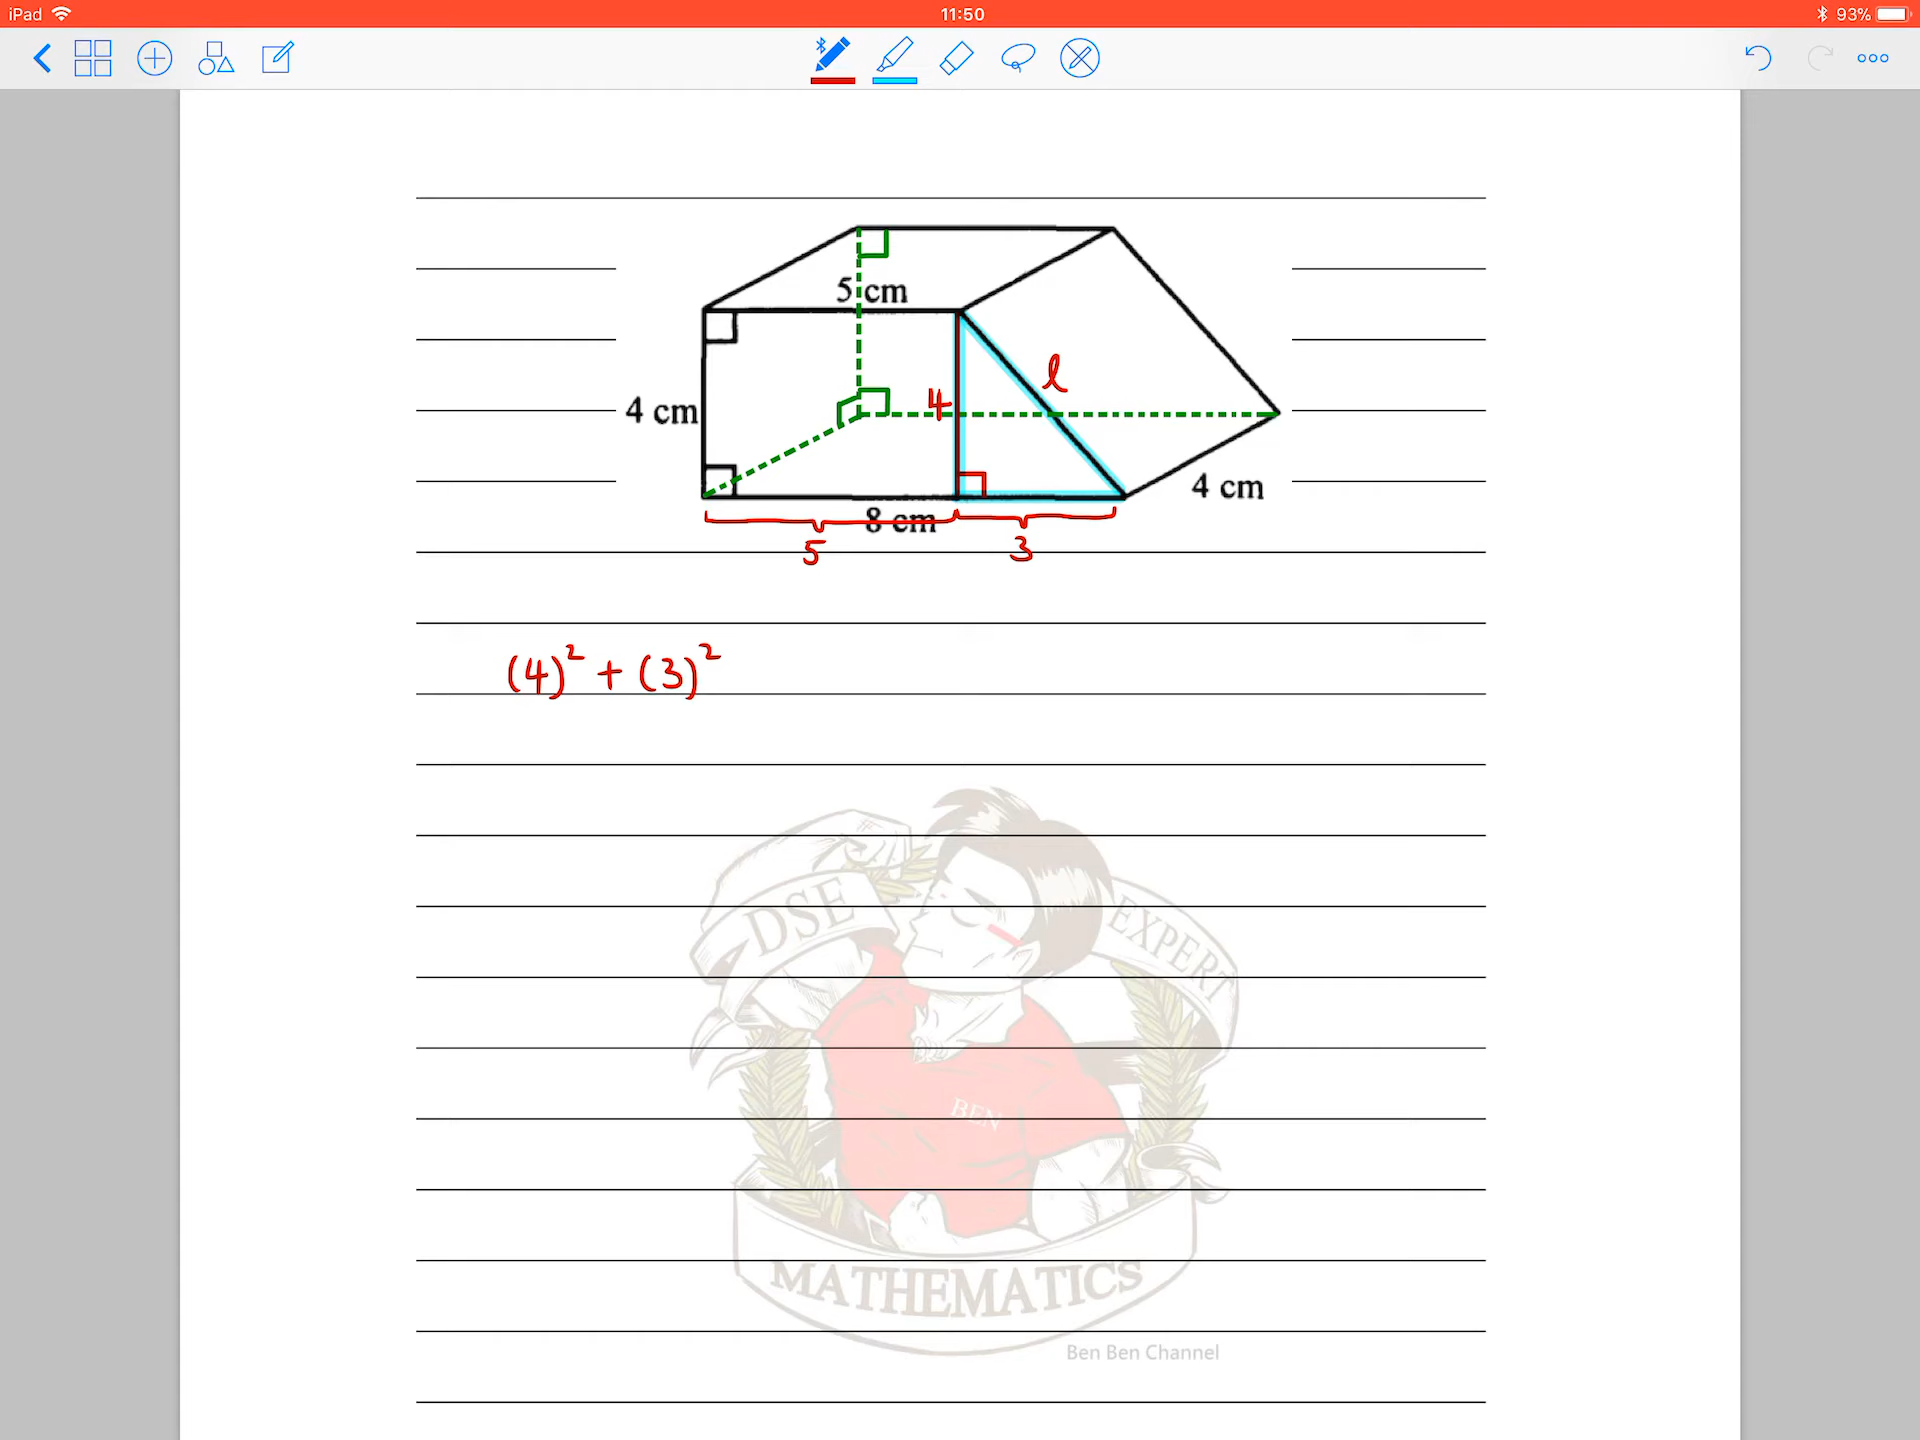 iPad 11:50 93%
5 cm
l
4 cm 4
4 cm
8 cm
5 3
(4)² + (3)²
DSE EXPERT
BEN
MATHEMATICS
Ben Ben Channel